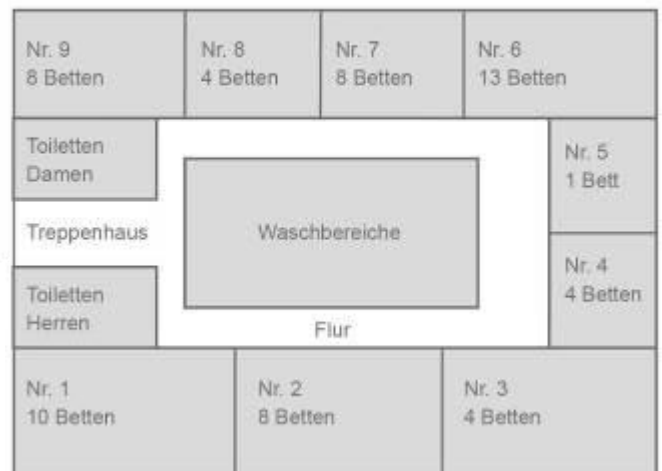 Nr. 9
8 Betten
Nr. 8
4 Betten
Nr. 7
8 Betten
Nr. 6
13 Betten
Toiletten
Damen
Nr. 5
1 Bett
Treppenhaus
Waschbereiche
Nr. 4
4 Betten
Toiletten
Herren
Flur
Nr. 1
10 Betten
Nr. 2
8 Betten
Nr. 3
4 Betten